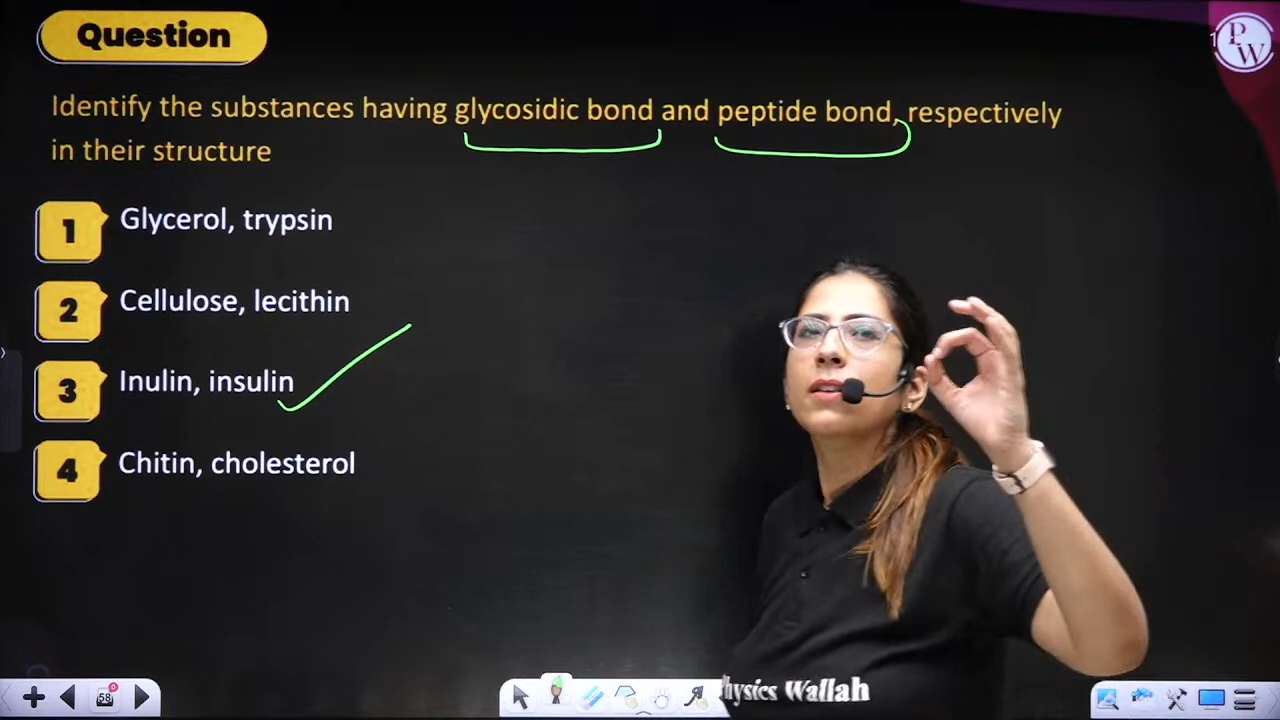 Question
PW
Identify the substances having glycosidic bond and peptide bond, respectively
in their structure
1 Glycerol, trypsin
2 Cellulose, lecithin
3 Inulin, insulin
4 Chitin, cholesterol
58
Physics Wallah